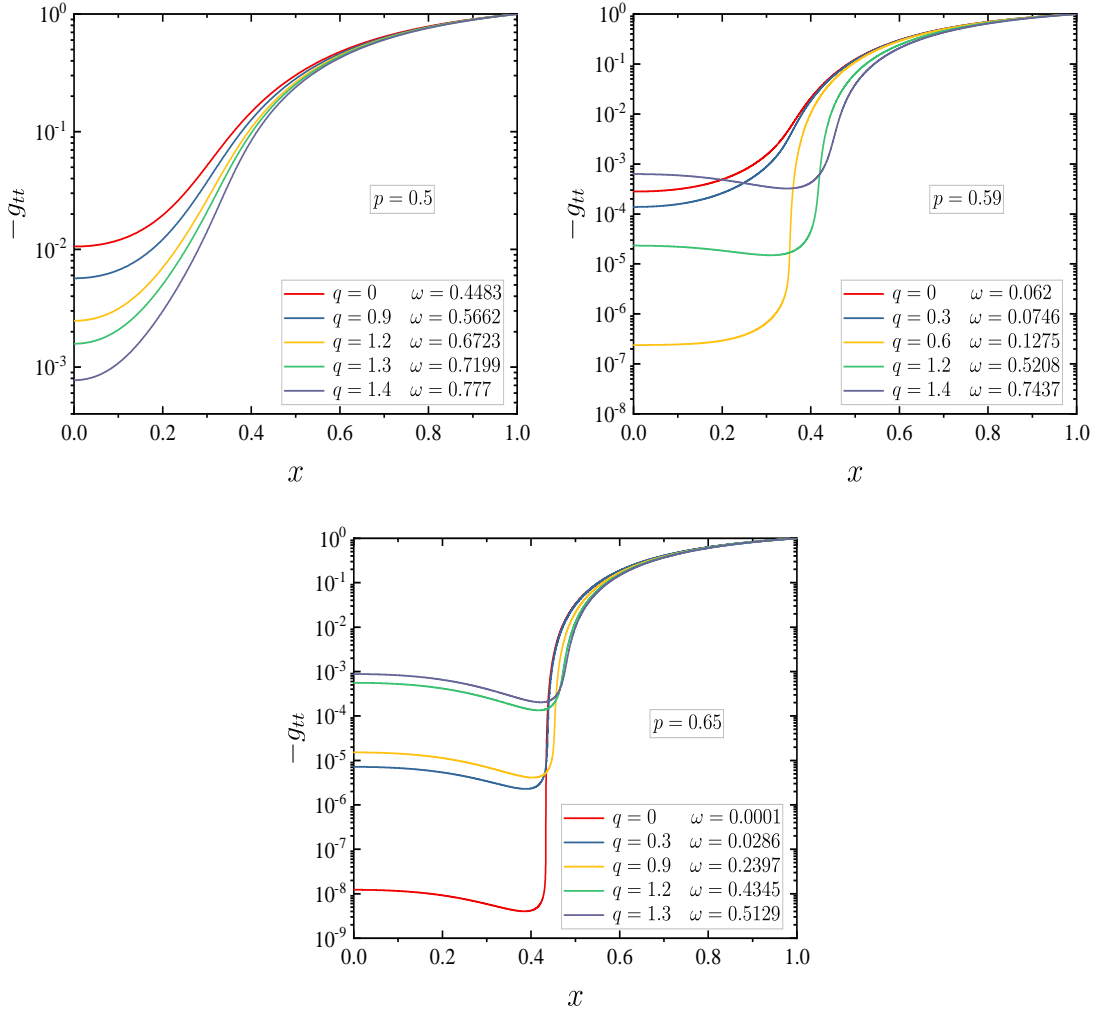 10^0
10^-1
10^-2
10^-3
−g_tt
p = 0.5
q = 0 ω = 0.4483
q = 0.9 ω = 0.5662
q = 1.2 ω = 0.6723
q = 1.3 ω = 0.7199
q = 1.4 ω = 0.777
0.0 0.2 0.4 0.6 0.8 1.0
x
10^0
10^-1
10^-2
10^-3
10^-4
10^-5
10^-6
10^-7
10^-8
−g_tt
p = 0.59
q = 0 ω = 0.062
q = 0.3 ω = 0.0746
q = 0.6 ω = 0.1275
q = 1.2 ω = 0.5208
q = 1.4 ω = 0.7437
0.0 0.2 0.4 0.6 0.8 1.0
x
10^0
10^-1
10^-2
10^-3
10^-4
10^-5
10^-6
10^-7
10^-8
10^-9
−g_tt
p = 0.65
q = 0 ω = 0.0001
q = 0.3 ω = 0.0286
q = 0.9 ω = 0.2397
q = 1.2 ω = 0.4345
q = 1.3 ω = 0.5129
0.0 0.2 0.4 0.6 0.8 1.0
x